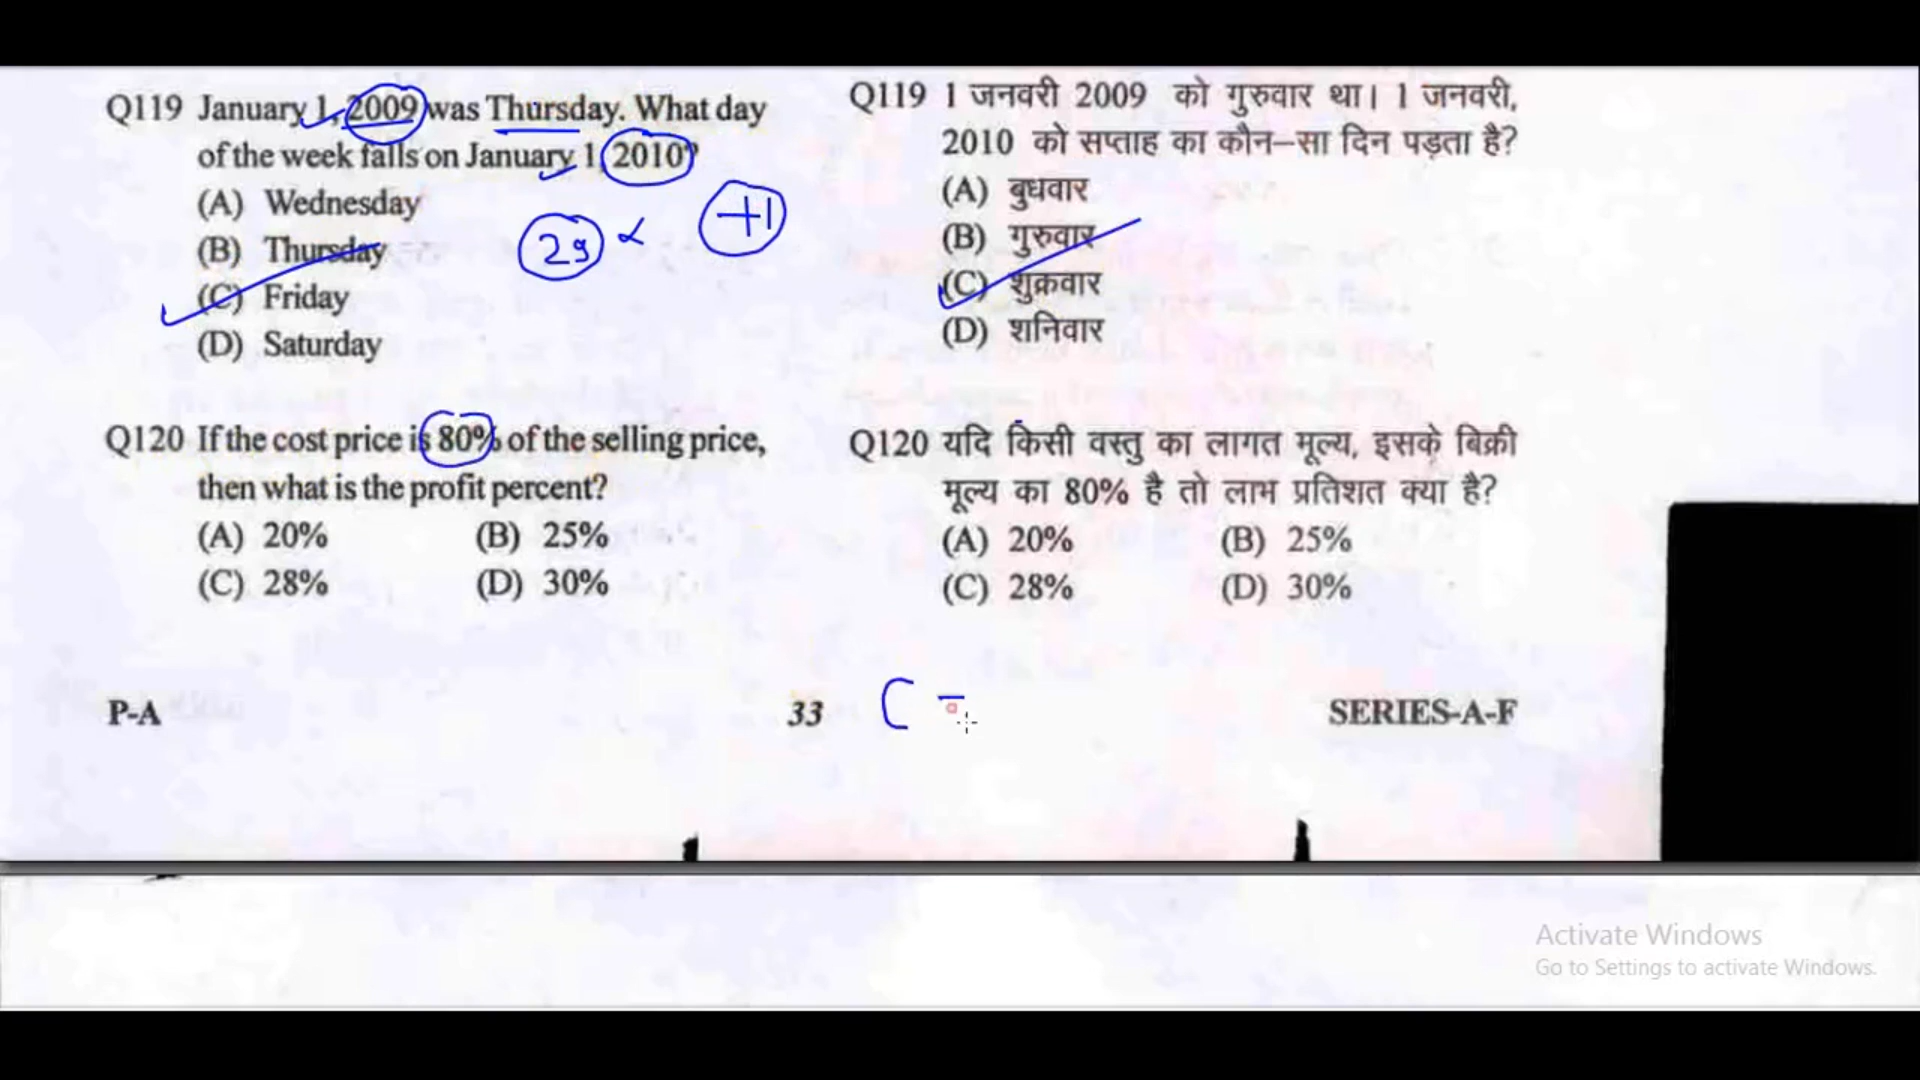 Q119 January 1, 2009 was Thursday. What day
of the week falls on January 1, 2010?
(A) Wednesday
(B) Thursday
(C) Friday
(D) Saturday
29 +1
Q120 If the cost price is 80% of the selling price,
then what is the profit percent?
(A) 20% (B) 25%
(C) 28% (D) 30%
Q119 1 जनवरी 2009 को गुरुवार था। 1 जनवरी,
2010 को सप्ताह का कौन-सा दिन पड़ता है?
(A) बुधवार
(B) गुरुवार
(C) शुक्रवार
(D) शनिवार
Q120 यदि किसी वस्तु का लागत मूल्य, इसके बिक्री
मूल्य का 80% है तो लाभ प्रतिशत क्या है?
(A) 20% (B) 25%
(C) 28% (D) 30%
P-A 33 C SERIES-A-F
Activate Windows
Go to Settings to activate Windows.